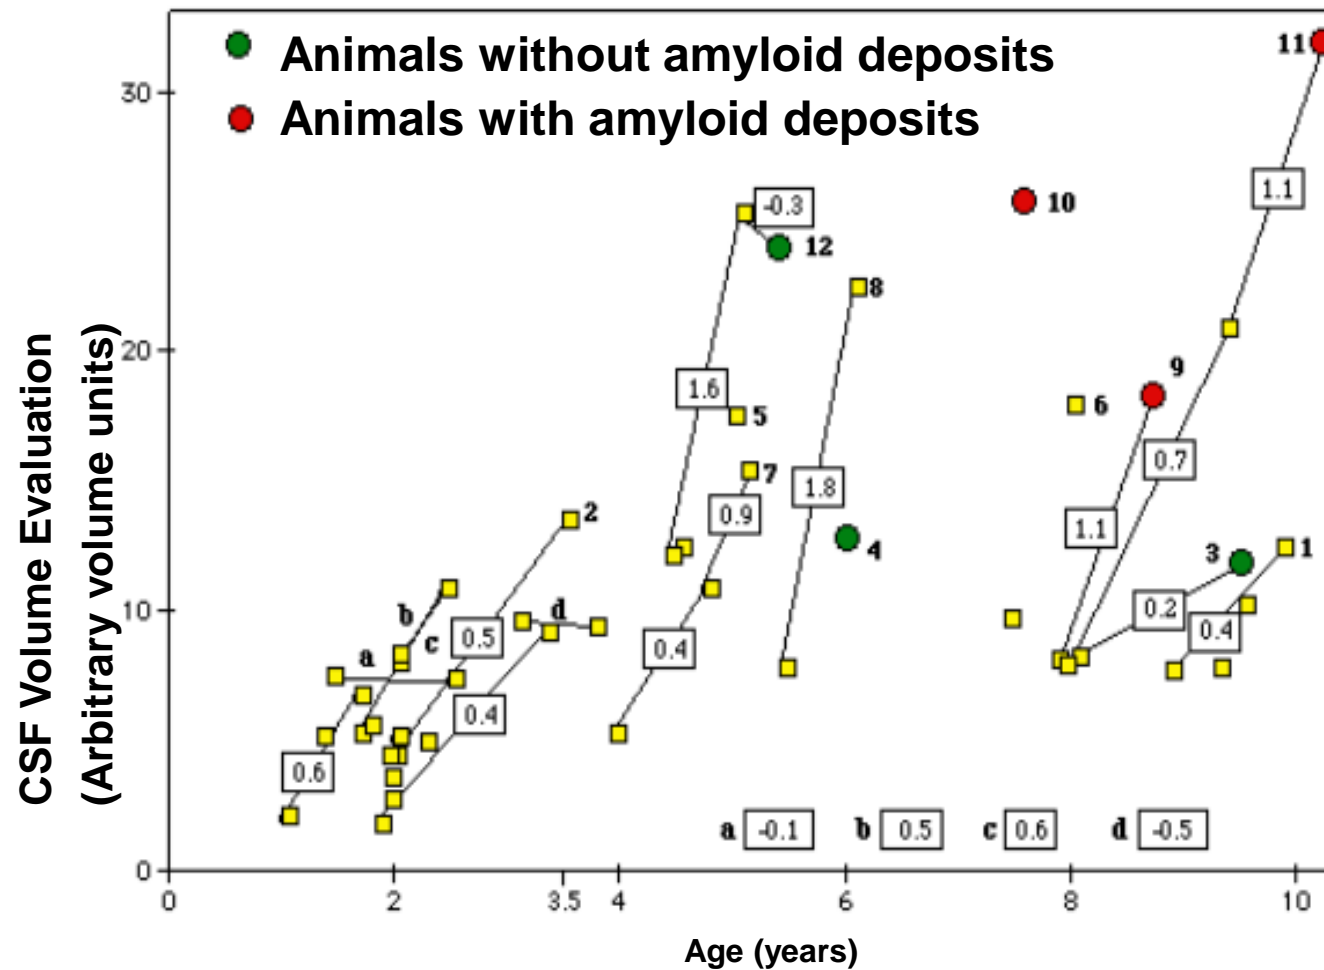 Animals without amyloid deposits
Animals with amyloid deposits
CSF Volume Evaluation
(Arbitrary volume units)
30
20
10
0
11
1.1
-0.3
12
10
8
1.6
5
9
6
7
0.7
1.8
0.9
2
1.1
4
3
1
b
d
0.2
a
c
0.5
0.4
0.4
0.4
0.6
a -0.1 b 0.5 c 0.6 d -0.5
0 2 3.5 4 6 8 10
Age (years)